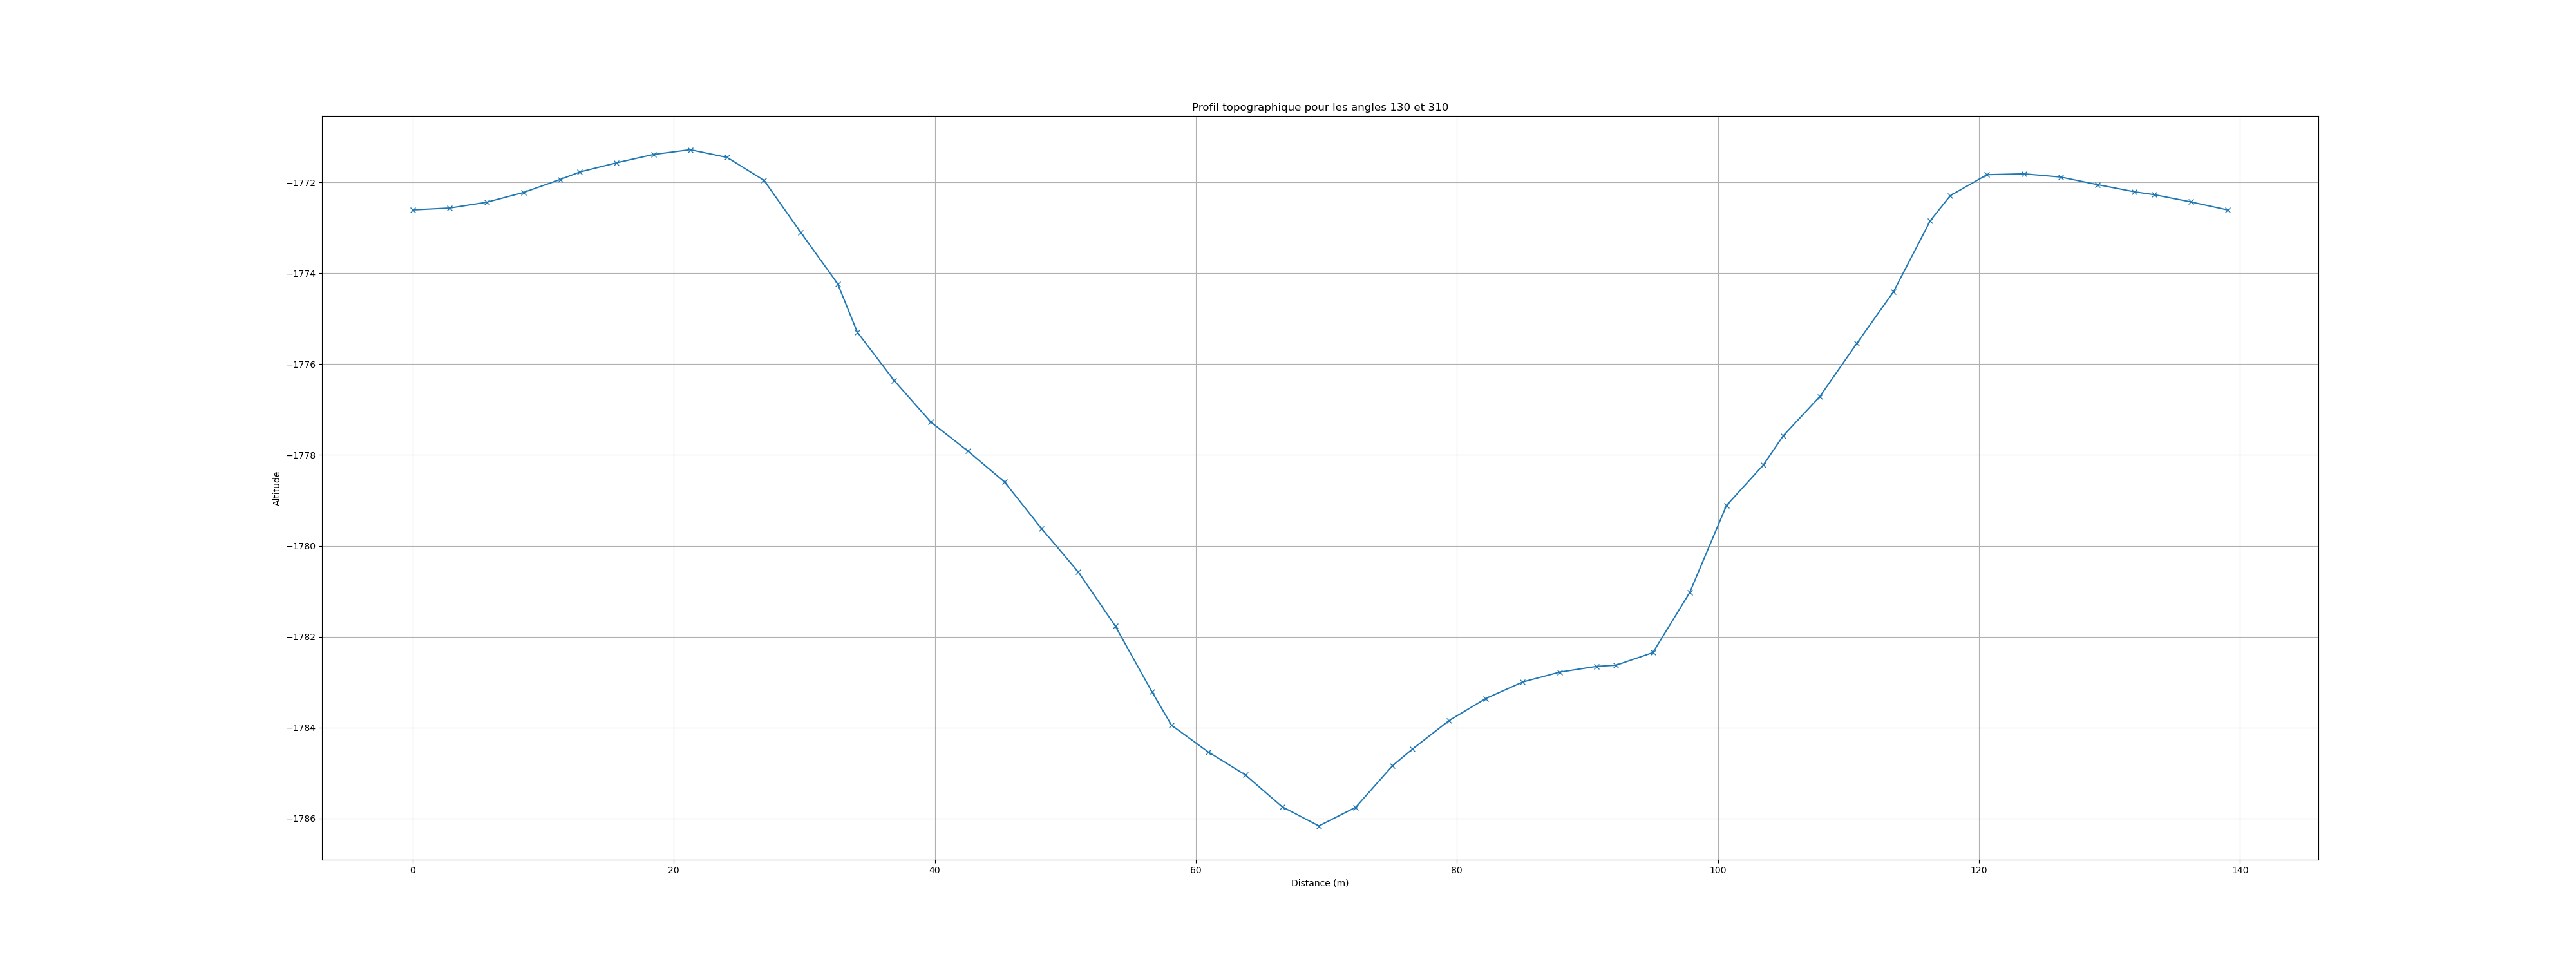 Profil topographique pour les angles 130 et 310
−1772
−1774
−1776
−1778
−1780
−1782
−1784
−1786
Altitude
0 20 40 60 80 100 120 140
Distance (m)